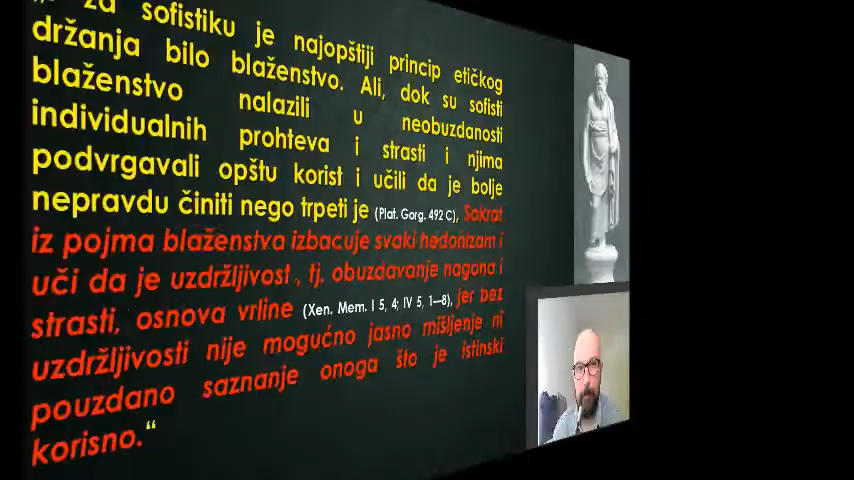 „ za sofistiku je najopštiji princip etičkog
držanja bilo blaženstvo. Ali, dok su sofisti
blaženstvo nalazili u neobuzdanosti
individualnih prohteva i strasti i njima
podvrgavali opštu korist i učili da je bolje
nepravdu činiti nego trpeti je (Plat. Gorg. 492 C), Sokrat
iz pojma blaženstva izbacuje svaki hedonizam i
uči da je uzdržljivost , tj. obuzdavanje nagona i
strasti, osnova vrline (Xen. Mem. I 5, 4; IV 5, 1—8), jer bez
uzdržljivosti nije mogućno jasno mišljenje ni
pouzdano saznanje onoga što je istinski
korisno.“